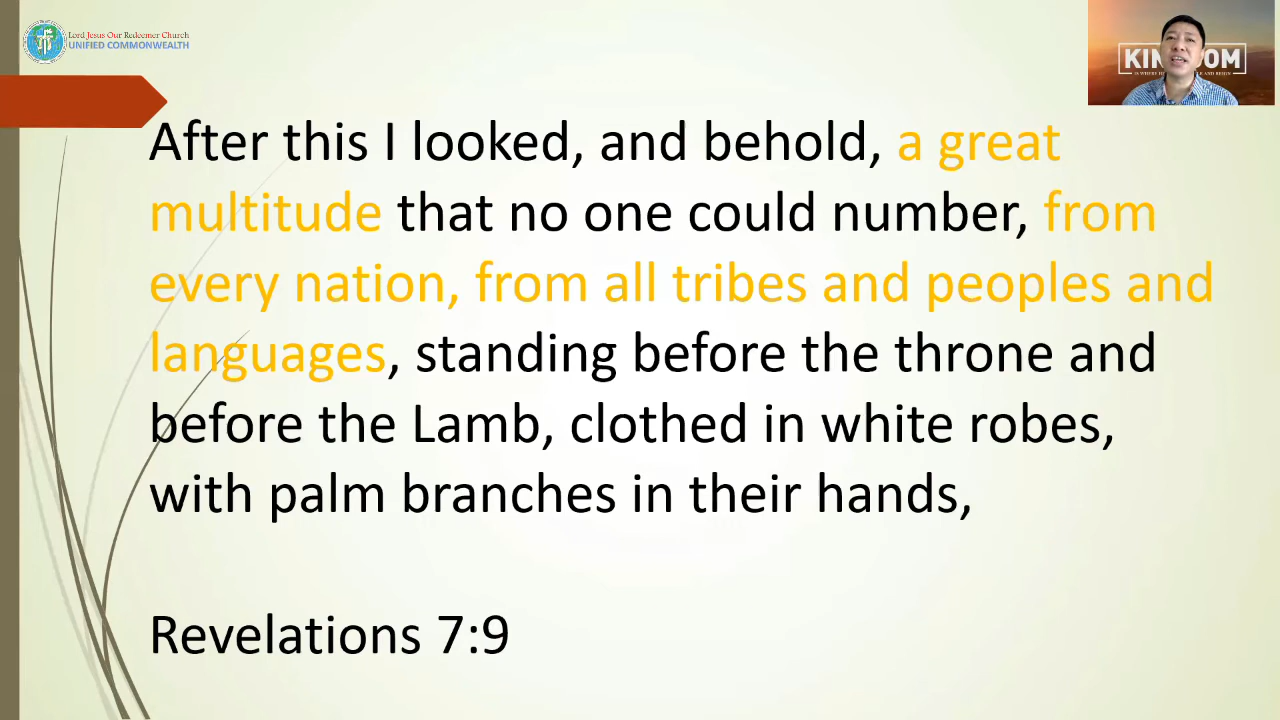 Lord Jesus Our Redeemer Church
UNIFIED COMMONWEALTH
After this I looked, and behold, a great
multitude that no one could number, from
every nation, from all tribes and peoples and
languages, standing before the throne and
before the Lamb, clothed in white robes,
with palm branches in their hands,
Revelations 7:9